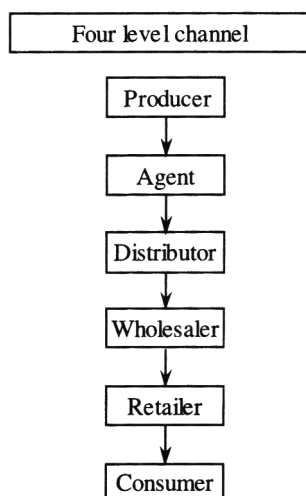 Four level channel
Producer
Agent
Distributor
Wholesaler
Retailer
Consumer